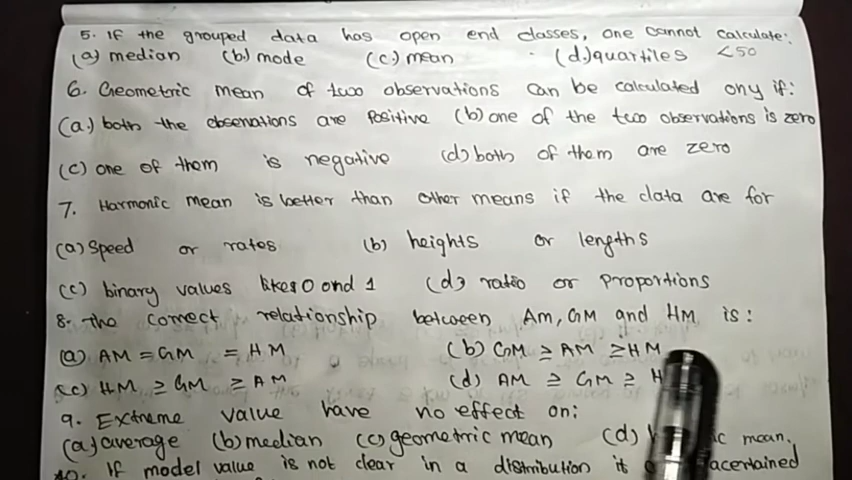 5. If the grouped data has open end classes, one cannot calculate:
(a) median (b) mode (c.) mean (d.) quartiles <50
6. Geometric mean of two observations can be calculated ony if:
(a.) both the obsenations are Positive (b) one of the two observations is zero
(c) one of them is negative (d) both of them are zero
7. Harmonic Mean is better than other means if the data are for
(a) Speed or rates (b) heights or lengths
(c) binary values likes 0 and 1 (d) ratio or Proportions
8. The correct relationship between Am, GM and HM is:
(a) AM = GM = HM (b) GM ≥ AM ≥ HM
(c) HM ≥ GM ≥ AM (d) AM ≥ GM ≥ H
9. Extreme value have no effect on:
(a) average (b) median (c) geometric mean (d) mean.
10. If model value is not clear in a distribution it acertained